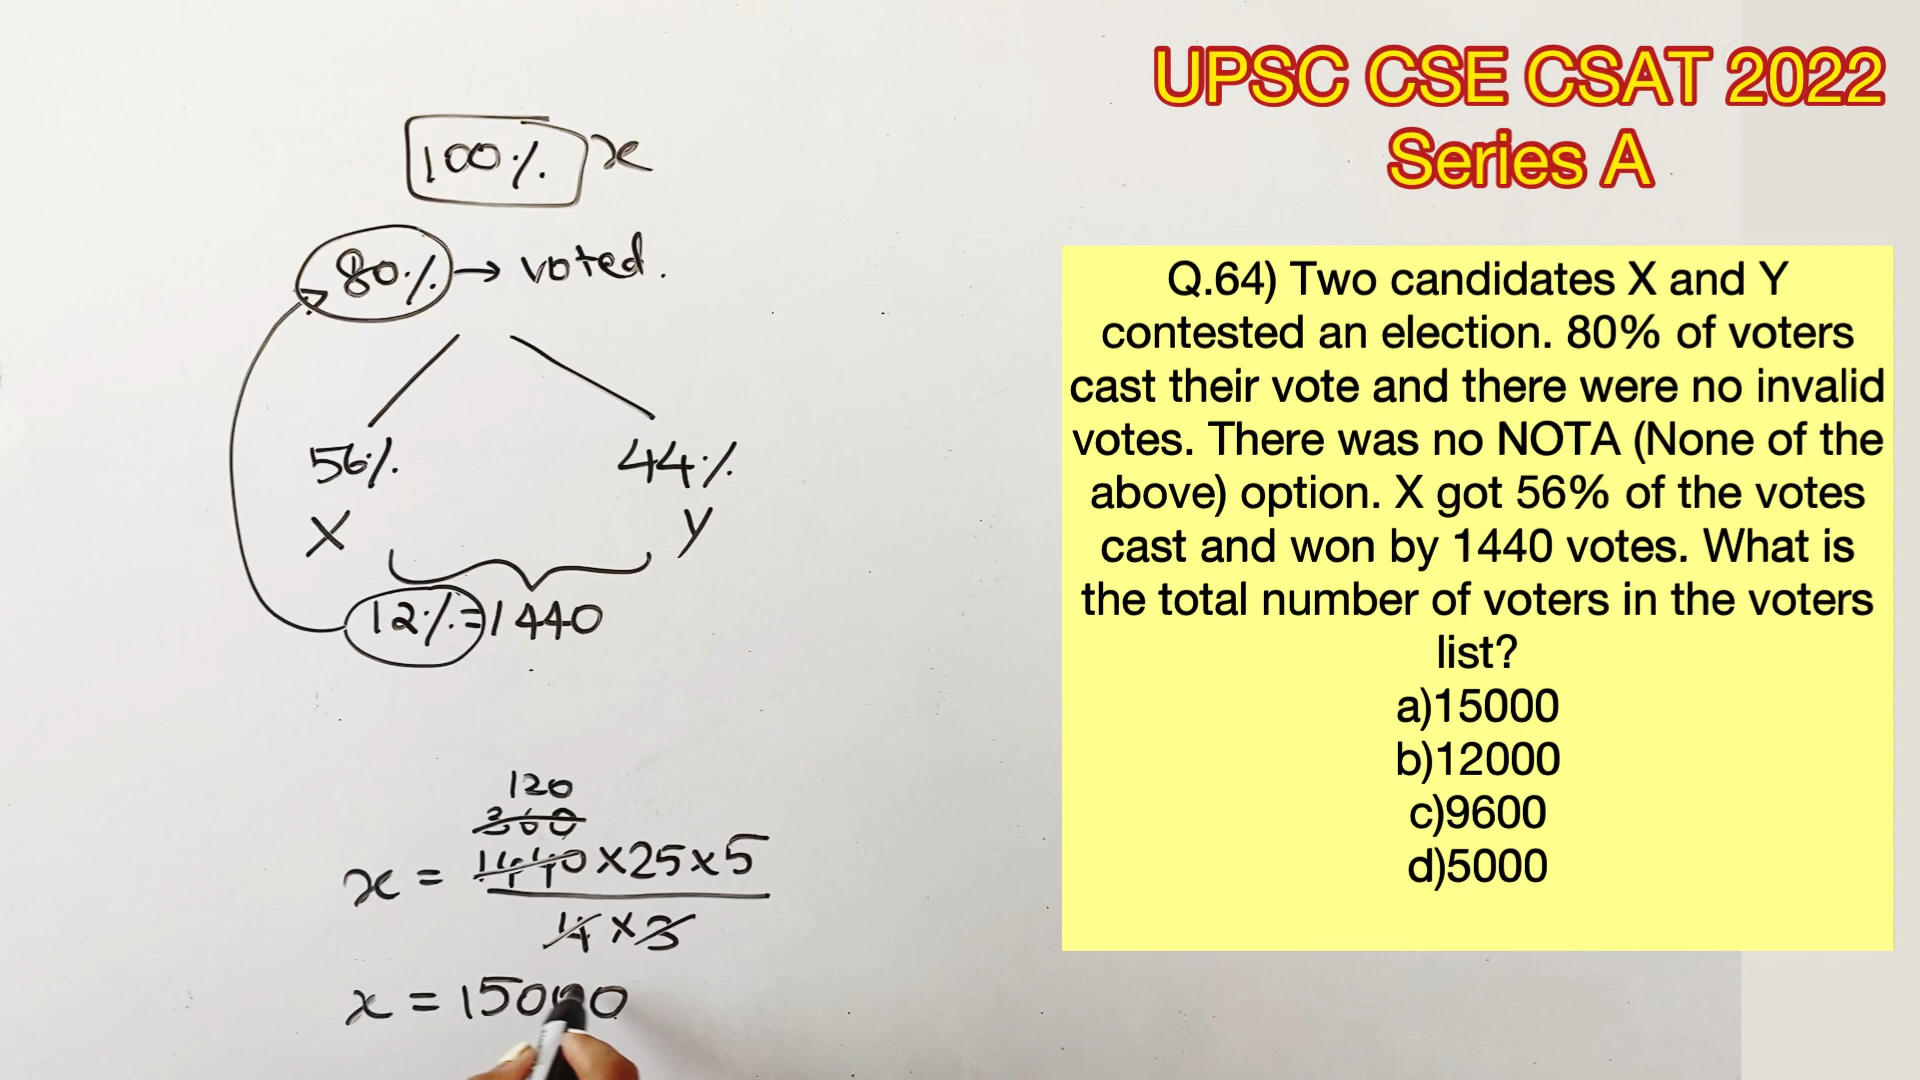 UPSC CSE CSAT 2022
Series A
100% x
80% → voted.
56% 44%
X Y
12% = 1440
120
360
x = 1440 x 25 x 5
4 x 3
x = 15000
Q.64) Two candidates X and Y
contested an election. 80% of voters
cast their vote and there were no invalid
votes. There was no NOTA (None of the
above) option. X got 56% of the votes
cast and won by 1440 votes. What is
the total number of voters in the voters
list?
a)15000
b)12000
c)9600
d)5000